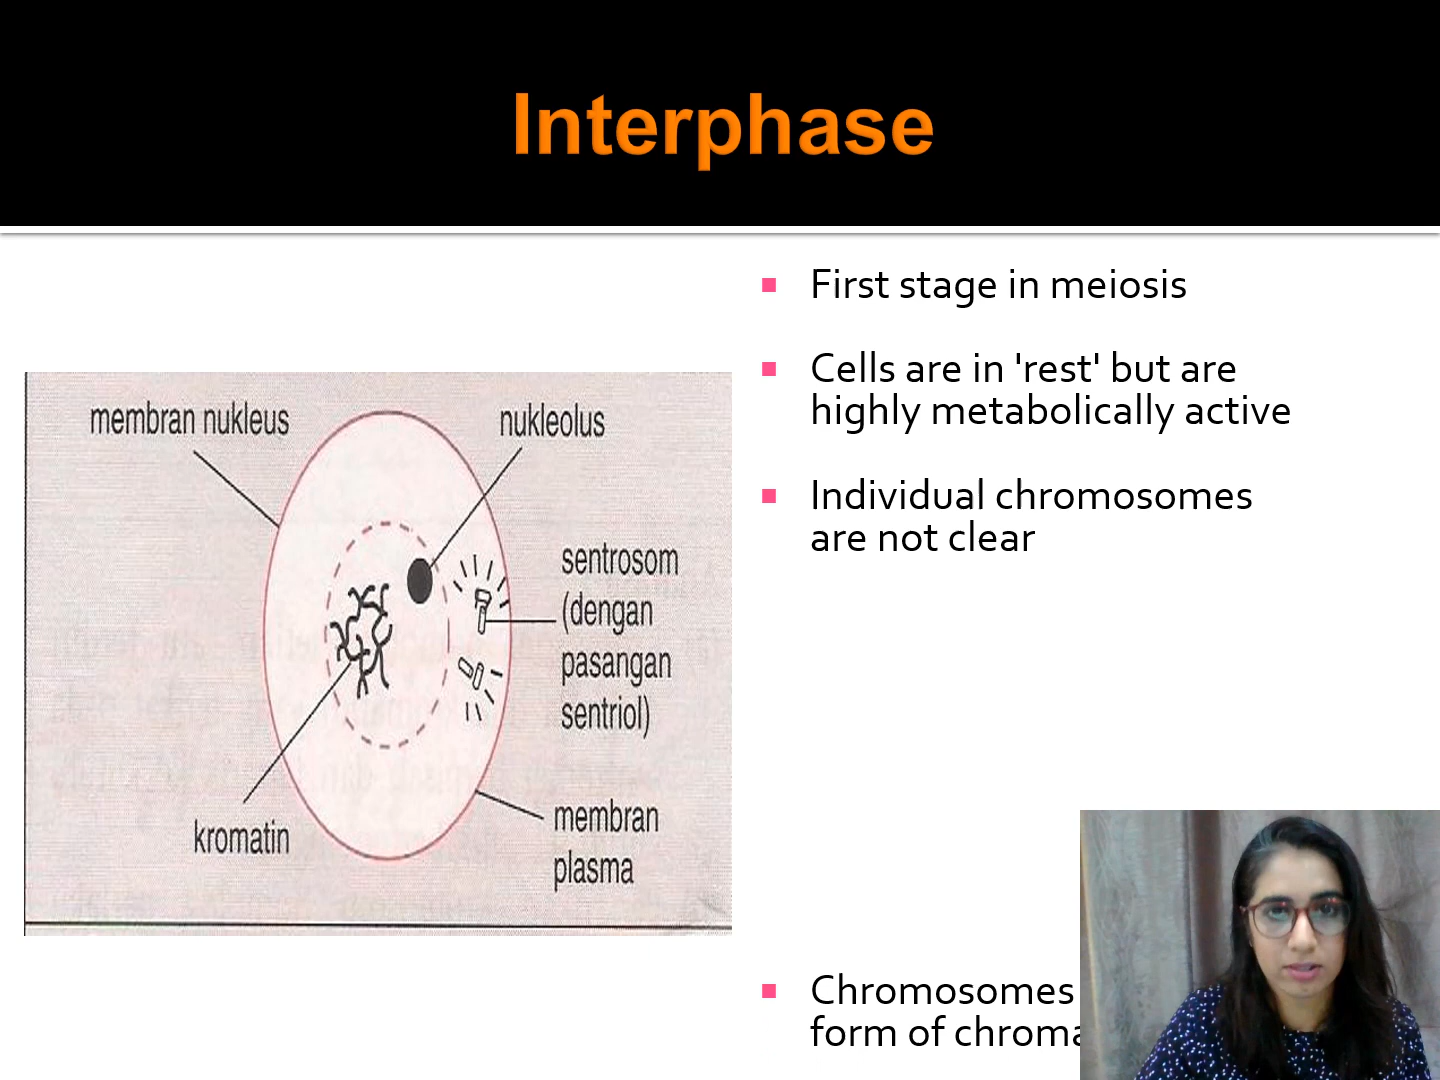 Interphase
First stage in meiosis
Cells are in 'rest' but are
highly metabolically active
Individual chromosomes
are not clear
Chromosomes
form of
membran nukleus
nukleolus
sentrosom
(dengan
pasangan
sentriol)
kromatin
membran
plasma